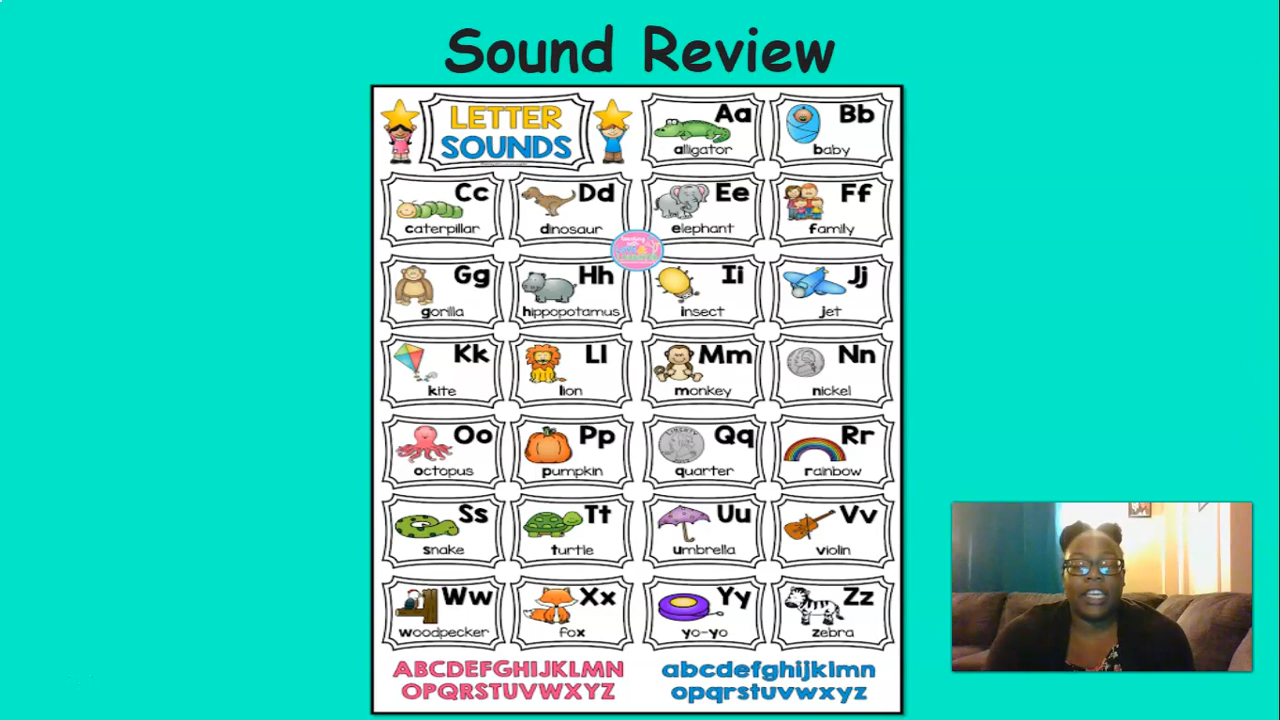 Sound Review
LETTER
SOUNDS
Aa
alligator
Bb
baby
Cc
caterpillar
Dd
dinosaur
Ee
elephant
Ff
family
Gg
gorilla
Hh
hippopotamus
Ii
insect
Jj
jet
Kk
kite
Ll
lion
Mm
monkey
Nn
nickel
Oo
octopus
Pp
pumpkin
Qq
quarter
Rr
rainbow
Ss
snake
Tt
turtle
Uu
umbrella
Vv
violin
Ww
woodpecker
Xx
fox
Yy
yo-yo
Zz
zebra
ABCDEFGHIJKLMN
OPQRSTUVWXYZ
abcdefghijklmn
opqrstuvwxyz